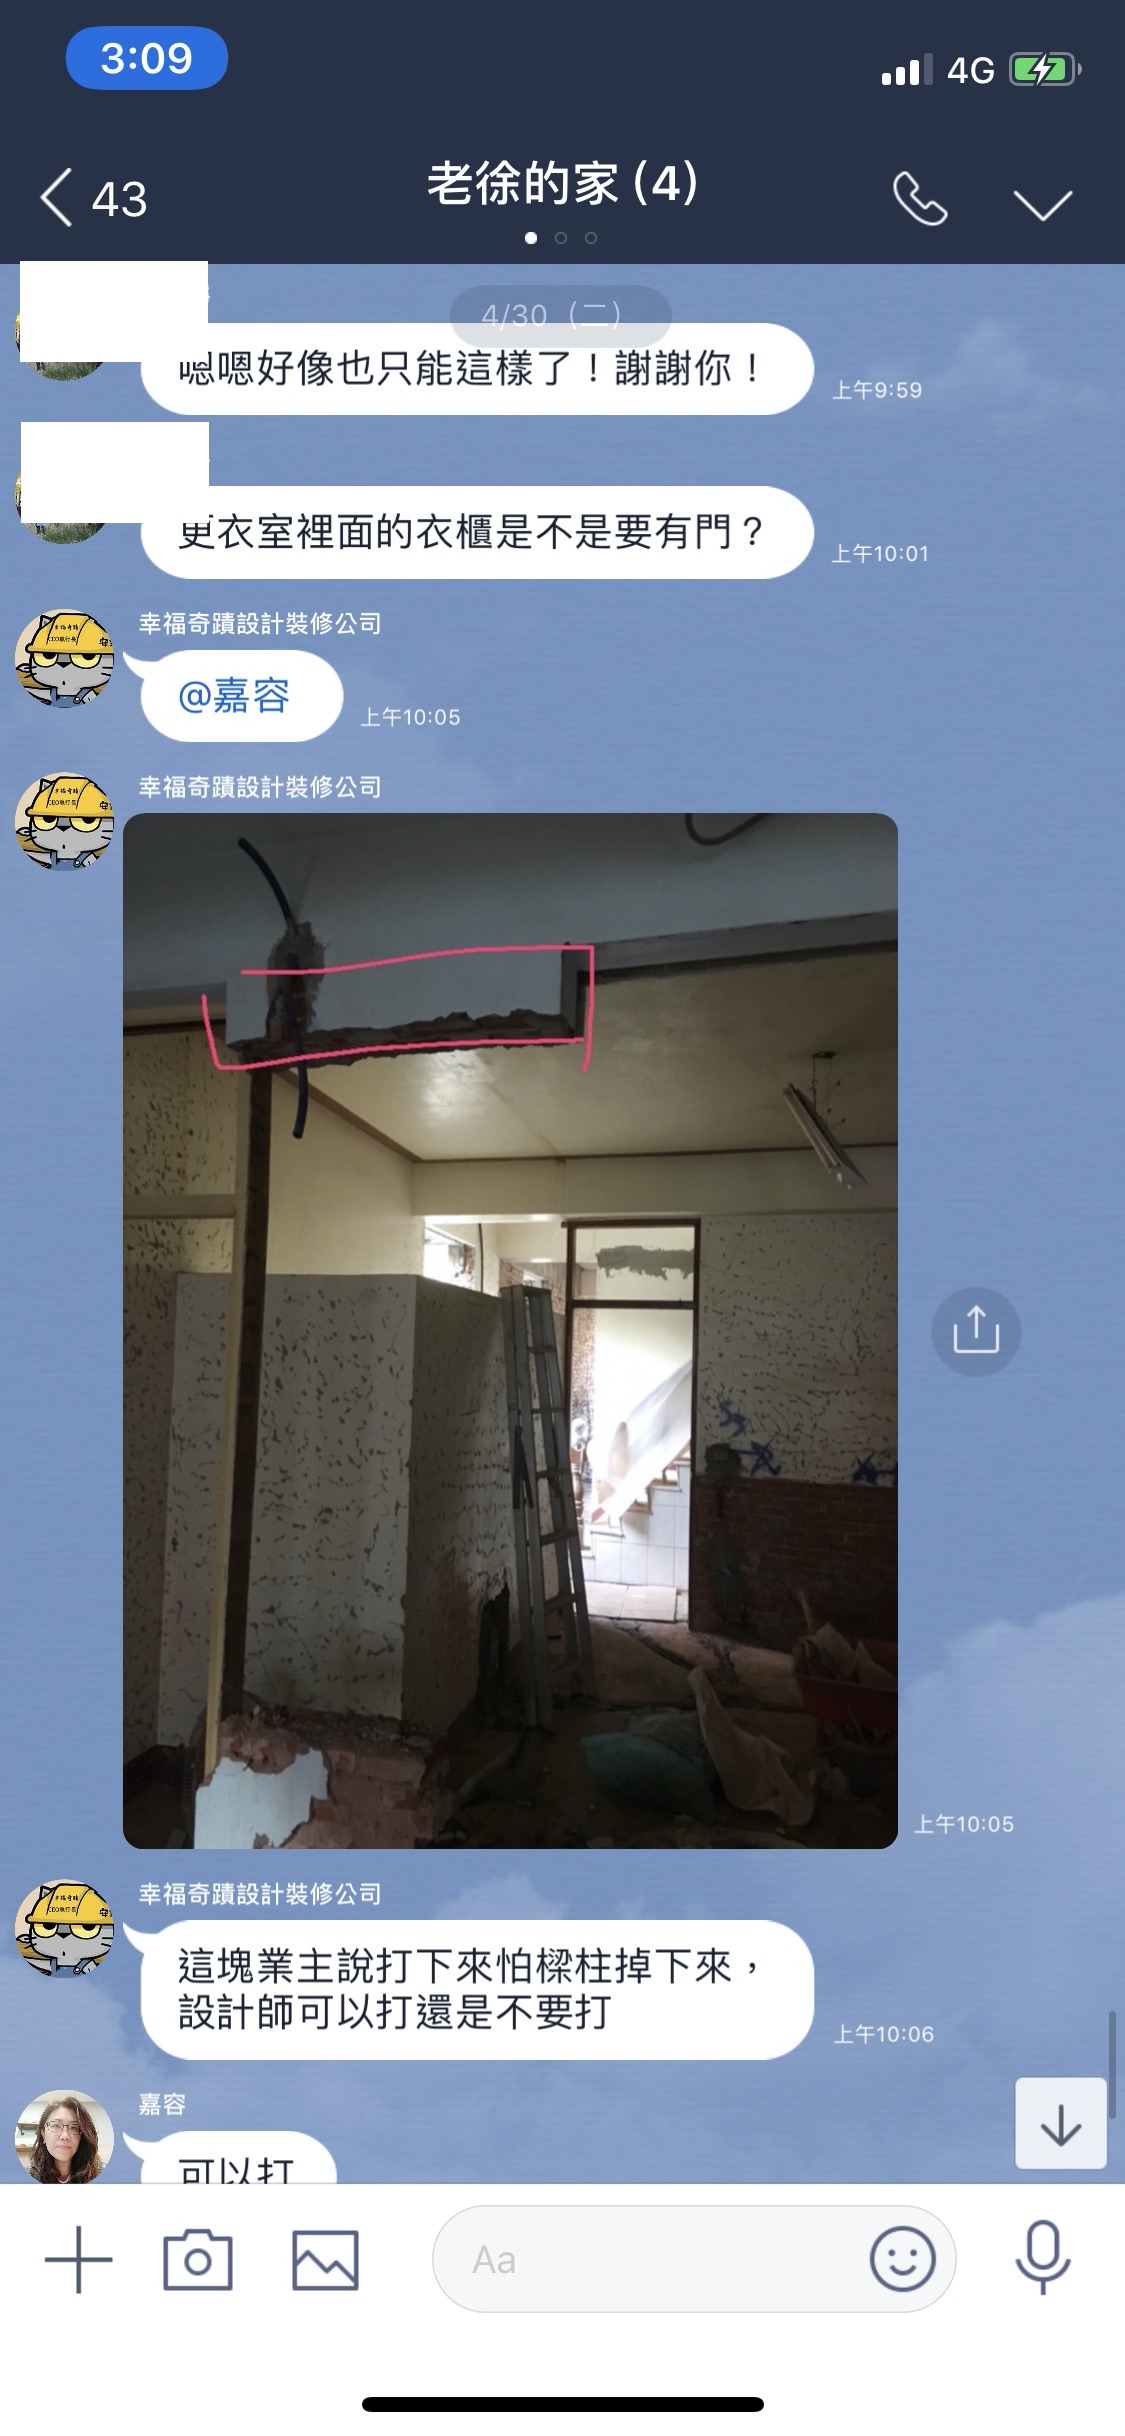 3:09
4G
43
老徐的家 (4)
4/30（二）
嗯嗯好像也只能這樣了！謝謝你！
上午9:59
更衣室裡面的衣櫃是不是要有門？
上午10:01
幸福奇蹟設計裝修公司
@嘉容
上午10:05
幸福奇蹟設計裝修公司
上午10:05
幸福奇蹟設計裝修公司
這塊業主說打下來怕樑柱掉下來，
設計師可以打還是不要打
上午10:06
嘉容
可以打
Aa